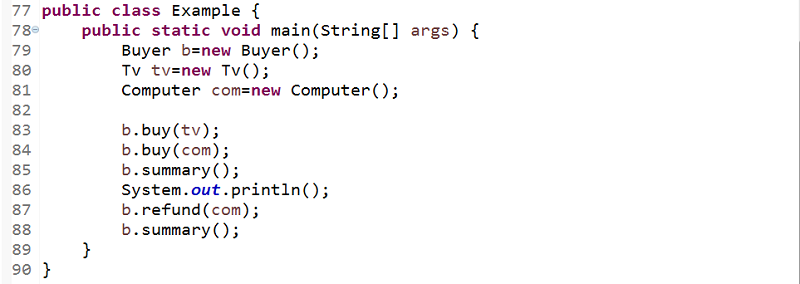 77 public class Example {
78     public static void main(String[] args) {
79         Buyer b=new Buyer();
80         Tv tv=new Tv();
81         Computer com=new Computer();
82
83         b.buy(tv);
84         b.buy(com);
85         b.summary();
86         System.out.println();
87         b.refund(com);
88         b.summary();
89     }
90 }